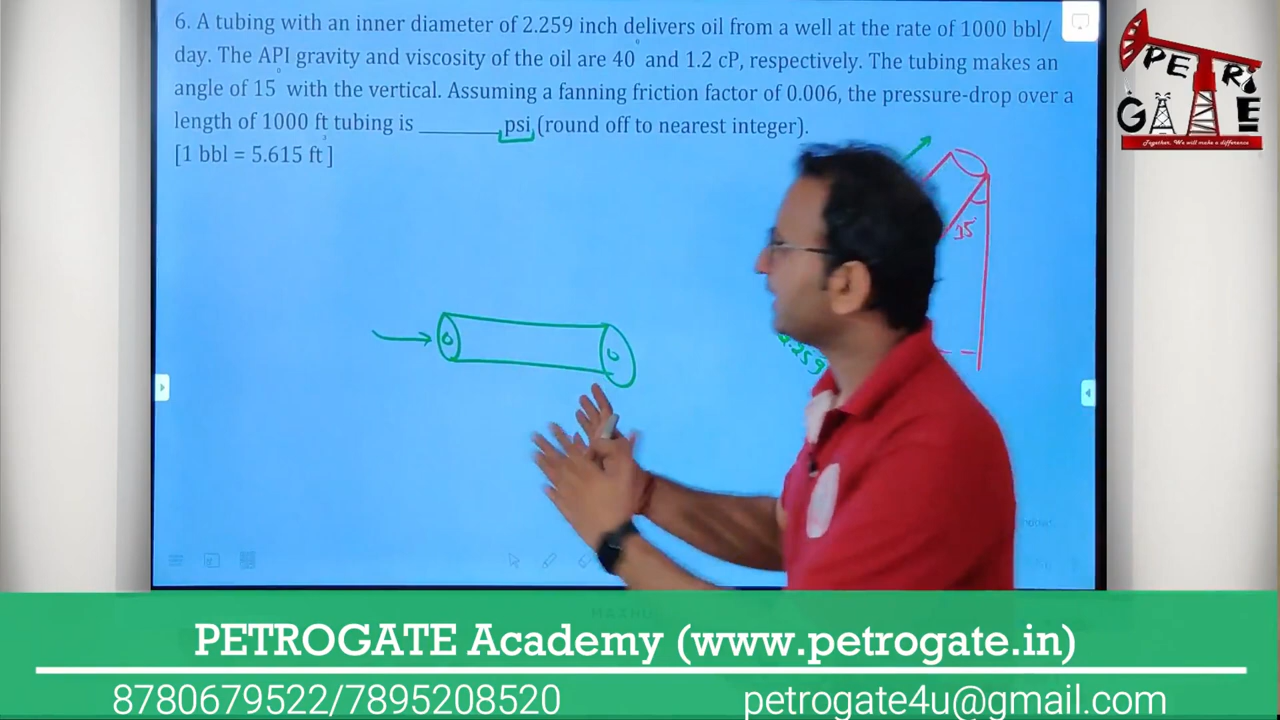 6. A tubing with an inner diameter of 2.259 inch delivers oil from a well at the rate of 1000 bbl/
day. The API gravity and viscosity of the oil are 40° and 1.2 cP, respectively. The tubing makes an
angle of 15° with the vertical. Assuming a fanning friction factor of 0.006, the pressure-drop over a
length of 1000 ft tubing is ________ psi (round off to nearest integer).
[1 bbl = 5.615 ft³]
15°
2.259
PETRO
GATE
Together, We will make a difference
MAXHUB
PETROGATE Academy (www.petrogate.in)
8780679522/7895208520 petrogate4u@gmail.com